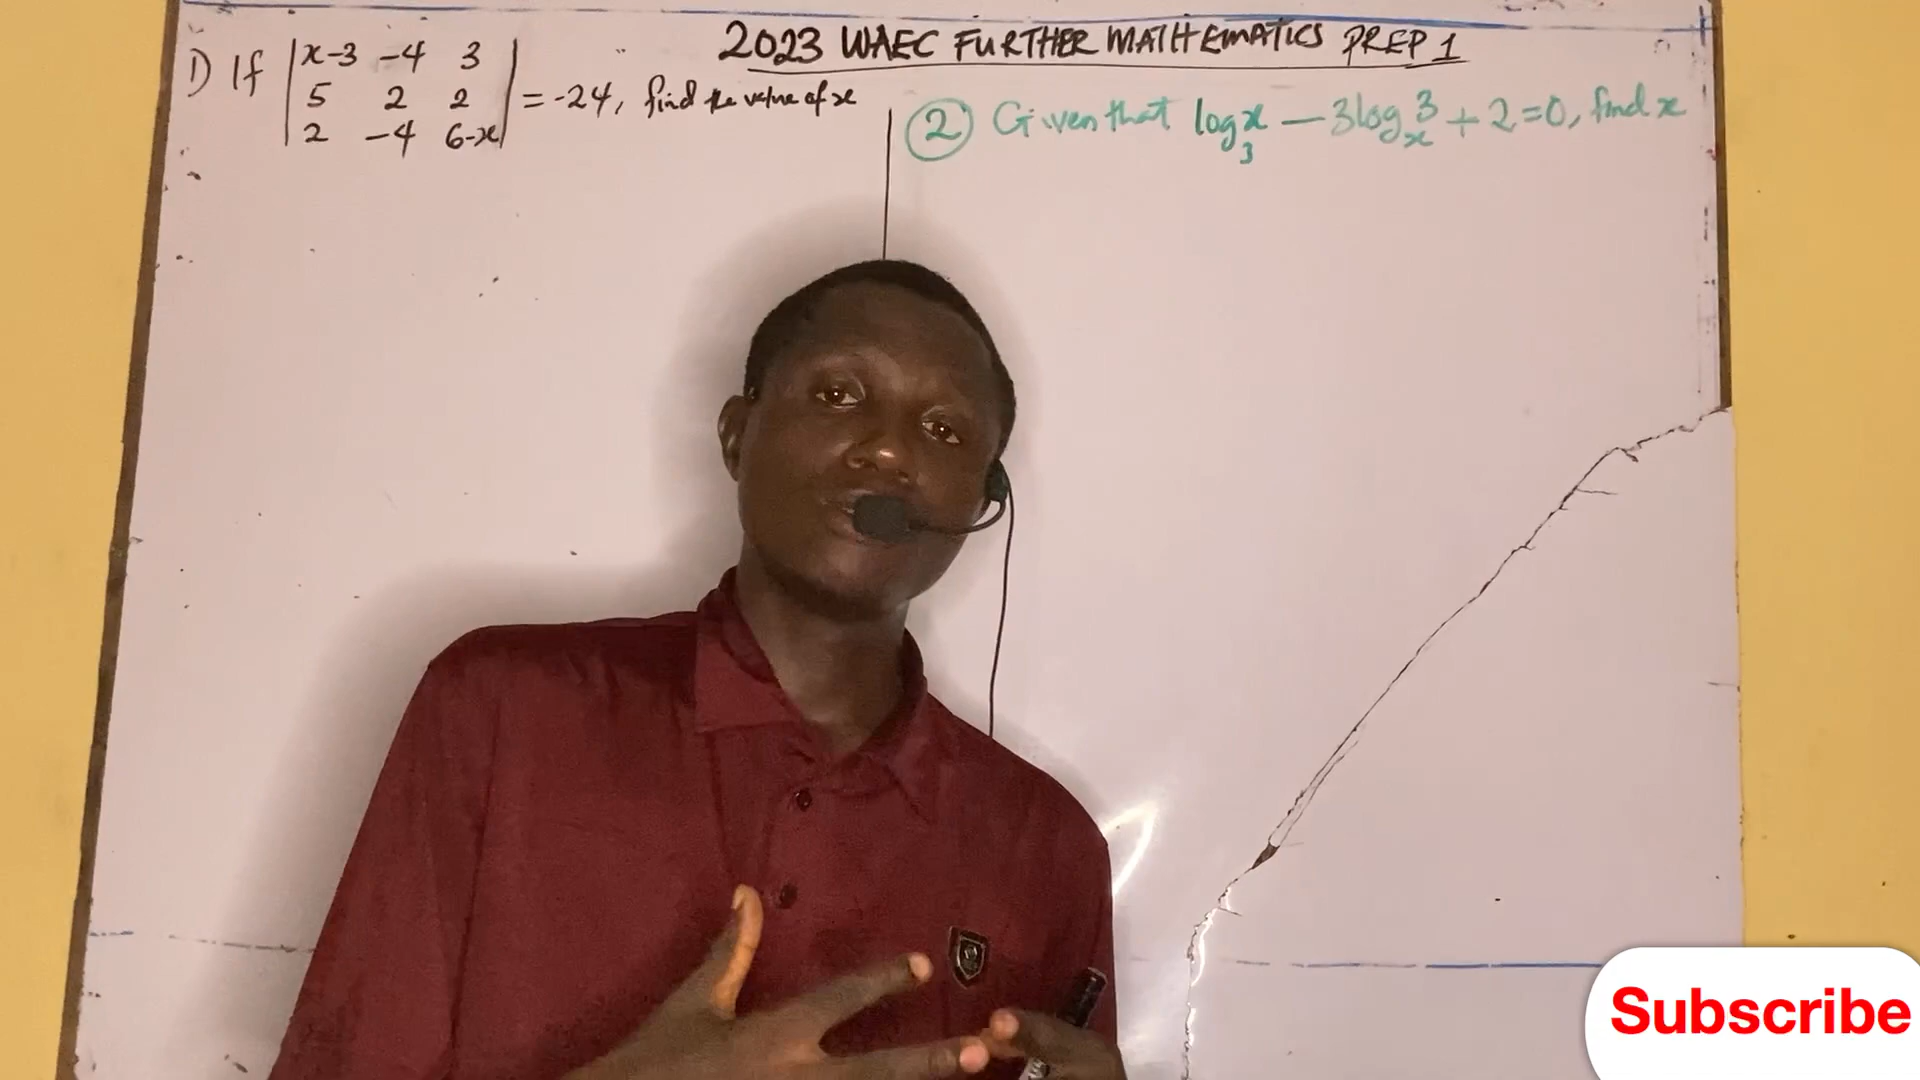 2023 WAEC FURTHER MATHEMATICS PREP 1
1) If | x-3 -4 3 |
| 5 2 2 | = -24, find the value of x
| 2 -4 6-x |
② Given that log₃x - 3logₓ3 + 2 = 0, find x
Subscribe